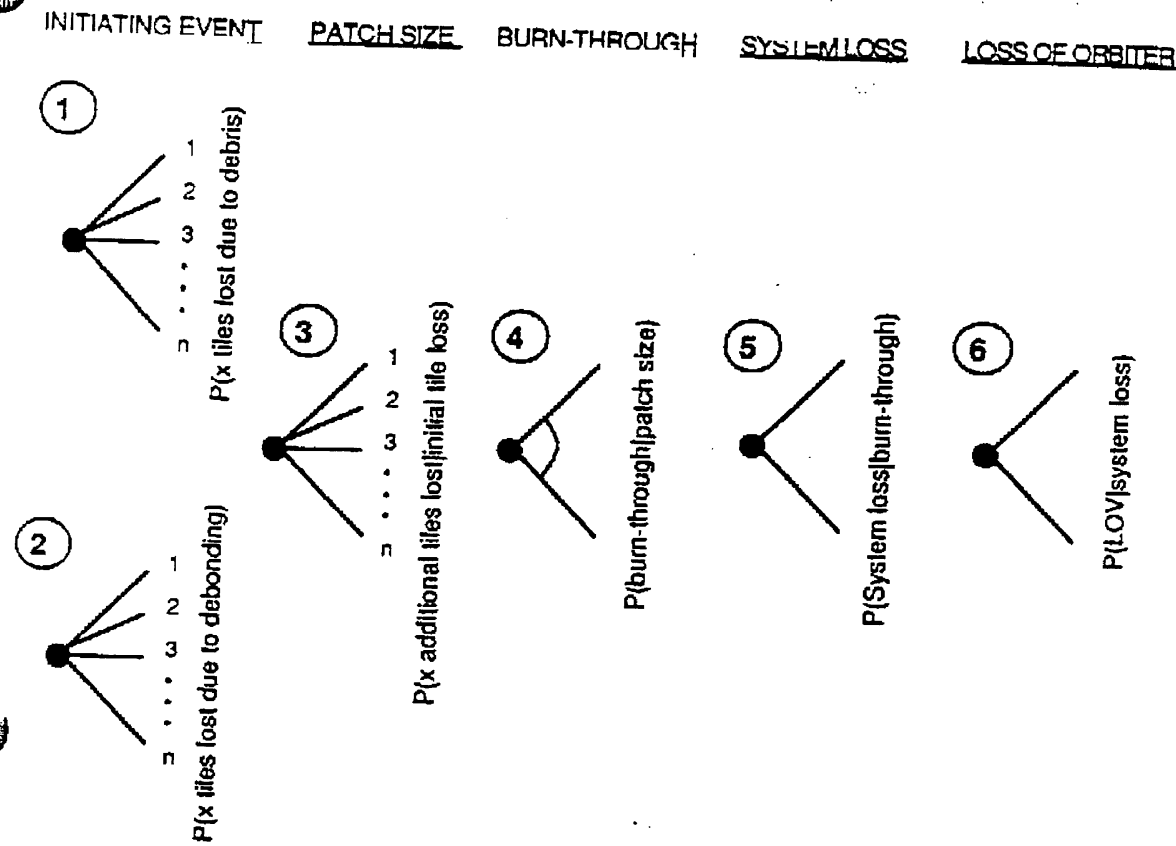 INITIATING EVENT
PATCH SIZE
BURN-THROUGH
SYSTEM LOSS
LOSS OF ORBITER
1
1
2
3
n
P(x tiles lost due to debris)
2
1
2
3
n
P(x tiles lost due to debonding)
3
1
2
3
n
P(x additional tiles lost|initial tile loss)
4
P(burn-through|patch size)
5
P(System loss|burn-through)
6
P(LOV|system loss)